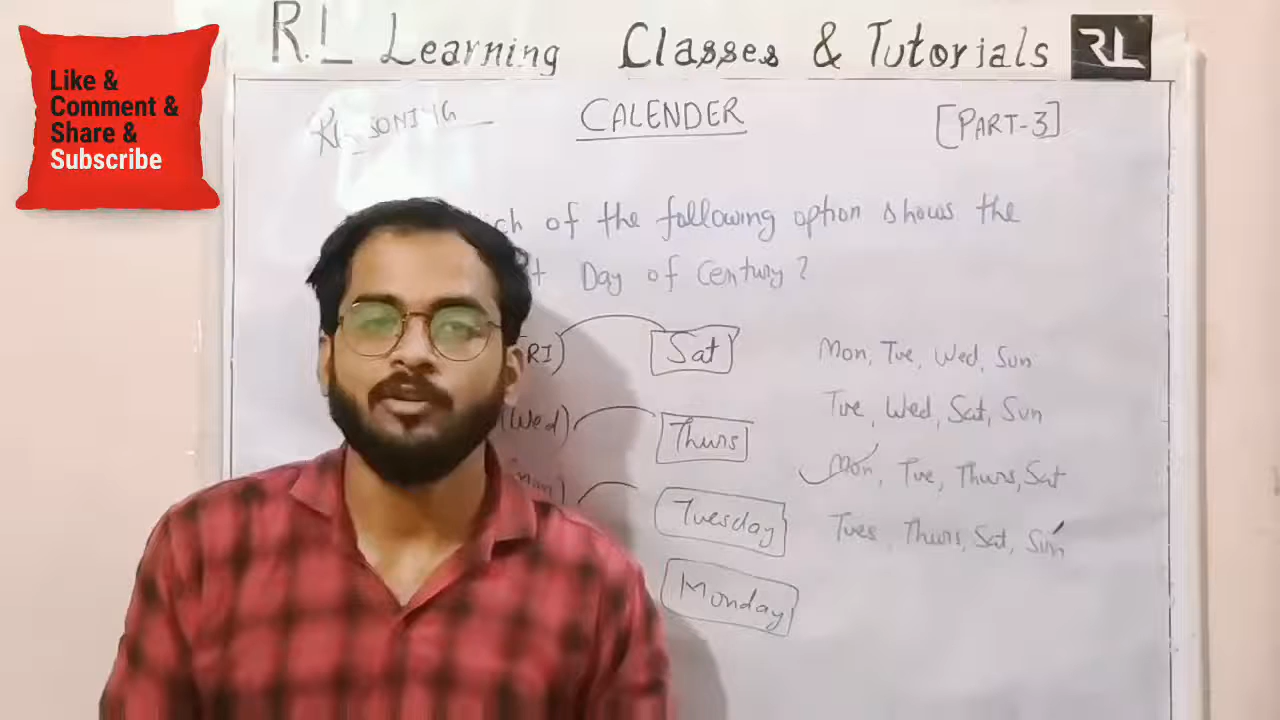 R.L Learning Classes & Tutorials RL
Like &
Comment &
Share &
Subscribe
CALENDER
[PART-3]
of the following option shows the
Day of Century?
Sat
Mon, Tue, Wed, Sun
Tue, Wed, Sat, Sun
(Wed)
Thurs
Mon, Tue, Thurs, Sat
Tuesday
Tues, Thurs, Sat, Sun
Monday